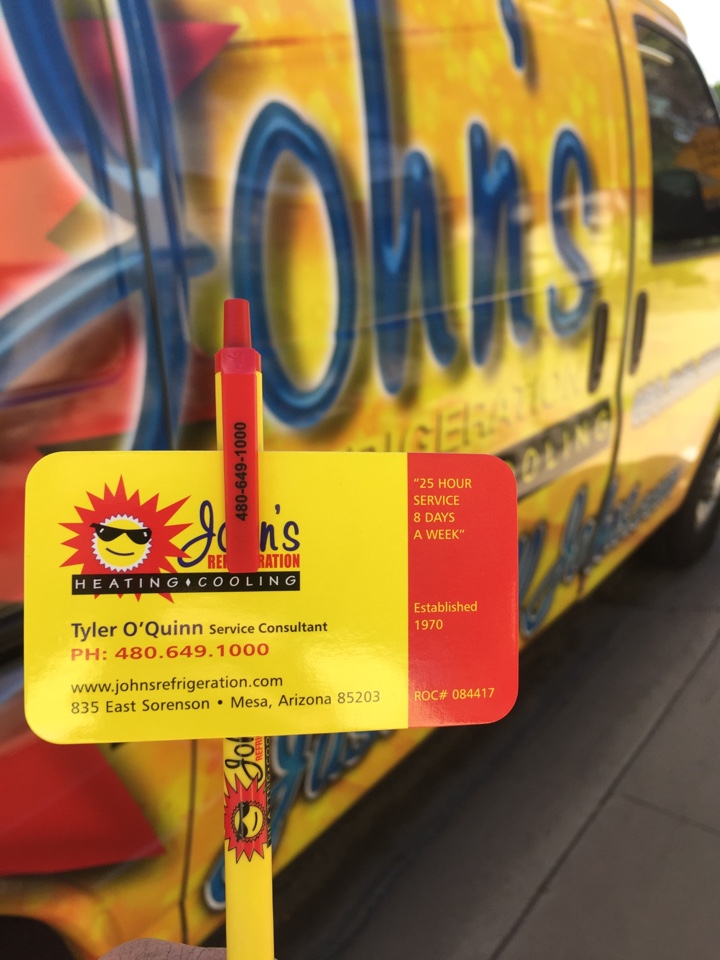 John's
REFRIGERATION
COOLING
480-649-1000
John's
HEATING♦COOLING
Tyler O'Quinn Service Consultant
PH: 480.649.1000
www.johnsrefrigeration.com
835 East Sorenson • Mesa, Arizona 85203
"25 HOUR
SERVICE
8 DAYS
A WEEK"
Established
1970
ROC# 084417